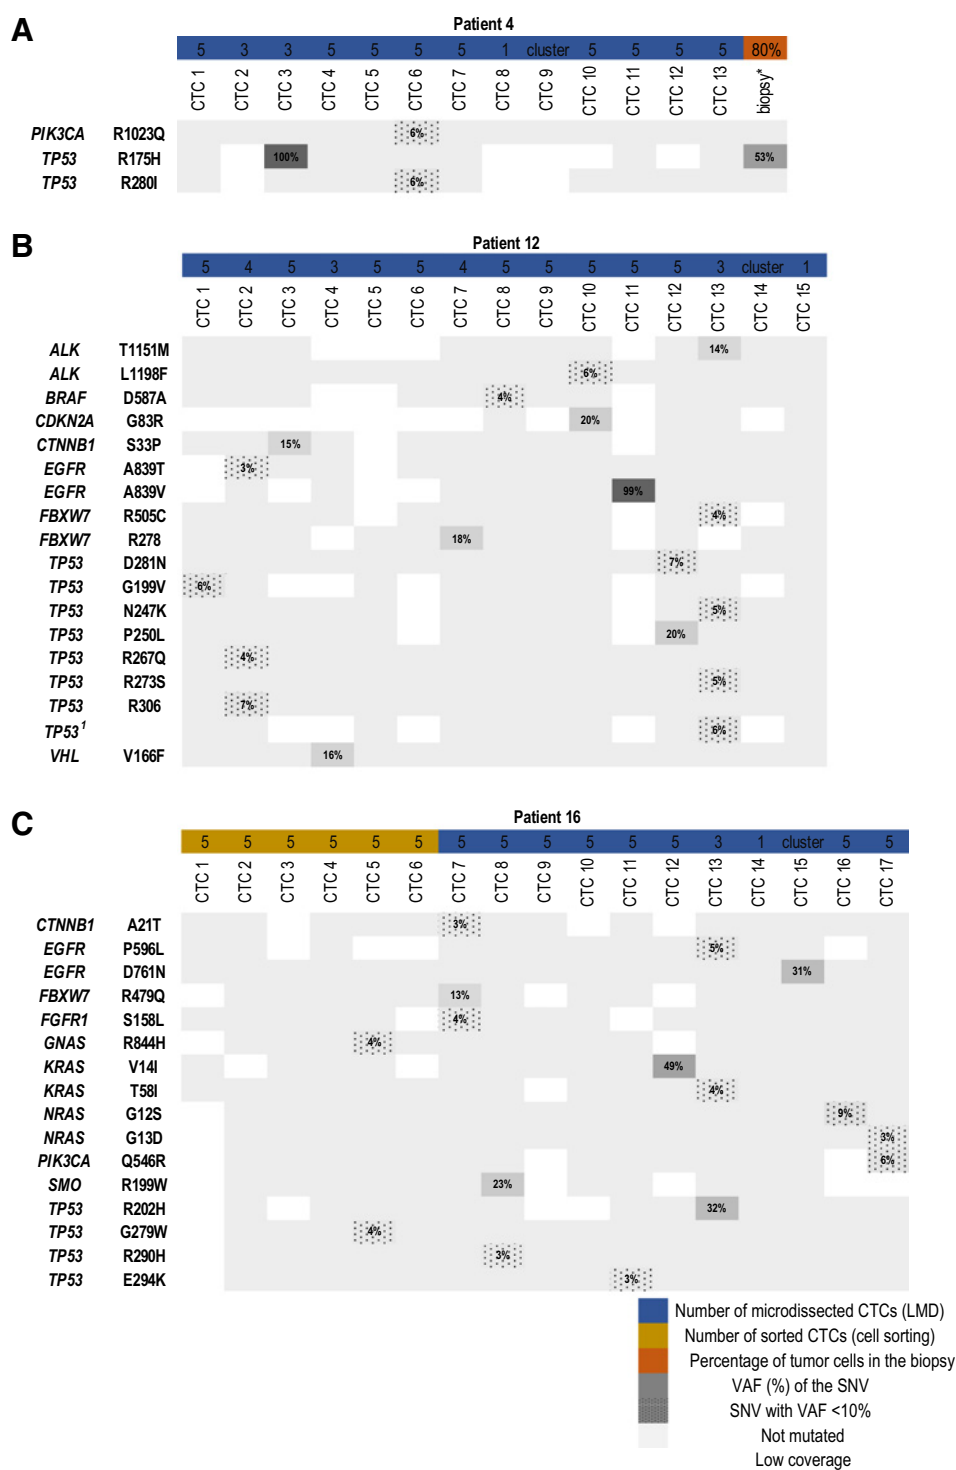 A
Patient 4
5 3 3 5 5 5 5 1 cluster 5 5 5 5 80%
CTC 1 CTC 2 CTC 3 CTC 4 CTC 5 CTC 6 CTC 7 CTC 8 CTC 9 CTC 10 CTC 11 CTC 12 CTC 13 biopsy*
PIK3CA R1023Q 6%
TP53 R175H 100% 53%
TP53 R280I 6%
B
Patient 12
5 4 5 3 5 5 4 5 5 5 5 5 3 cluster 1
CTC 1 CTC 2 CTC 3 CTC 4 CTC 5 CTC 6 CTC 7 CTC 8 CTC 9 CTC 10 CTC 11 CTC 12 CTC 13 CTC 14 CTC 15
ALK T1151M 14%
ALK L1198F 6%
BRAF D587A 4%
CDKN2A G83R 20%
CTNNB1 S33P 15%
EGFR A839T 3%
EGFR A839V 99%
FBXW7 R505C 4%
FBXW7 R278 18%
TP53 D281N 7%
TP53 G199V 6%
TP53 N247K 5%
TP53 P250L 20%
TP53 R267Q 4%
TP53 R273S 5%
TP53 R306 7%
TP53 1 6%
VHL V166F 16%
C
Patient 16
5 5 5 5 5 5 5 5 5 5 5 5 3 1 cluster 5 5
CTC 1 CTC 2 CTC 3 CTC 4 CTC 5 CTC 6 CTC 7 CTC 8 CTC 9 CTC 10 CTC 11 CTC 12 CTC 13 CTC 14 CTC 15 CTC 16 CTC 17
CTNNB1 A21T 3%
EGFR P596L 5%
EGFR D761N 31%
FBXW7 R479Q 13%
FGFR1 S158L 4%
GNAS R844H 4%
KRAS V14I 49%
KRAS T58I 4%
NRAS G12S 9%
NRAS G13D 3%
PIK3CA Q546R 6%
SMO R199W 23%
TP53 R202H 32%
TP53 G279W 4%
TP53 R290H 3%
TP53 E294K 3%
Number of microdissected CTCs (LMD)
Number of sorted CTCs (cell sorting)
Percentage of tumor cells in the biopsy
VAF (%) of the SNV
SNV with VAF <10%
Not mutated
Low coverage